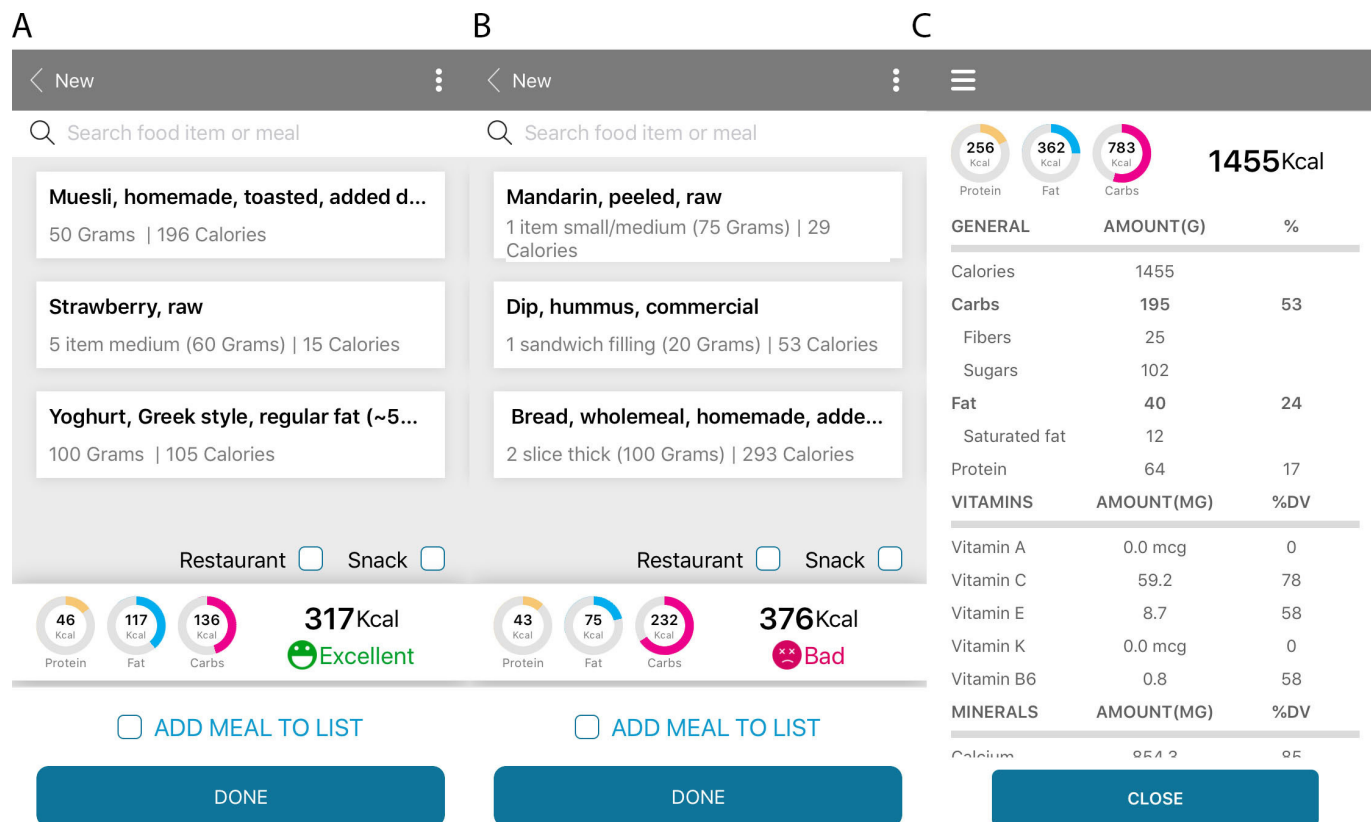 A
New
Search food item or meal
Muesli, homemade, toasted, added d...
50 Grams | 196 Calories
Strawberry, raw
5 item medium (60 Grams) | 15 Calories
Yoghurt, Greek style, regular fat (~5...
100 Grams | 105 Calories
Restaurant Snack
46 Kcal Protein
117 Kcal Fat
136 Kcal Carbs
317Kcal
Excellent
ADD MEAL TO LIST
DONE
B
New
Search food item or meal
Mandarin, peeled, raw
1 item small/medium (75 Grams) | 29
Calories
Dip, hummus, commercial
1 sandwich filling (20 Grams) | 53 Calories
Bread, wholemeal, homemade, adde...
2 slice thick (100 Grams) | 293 Calories
Restaurant Snack
43 Kcal Protein
75 Kcal Fat
232 Kcal Carbs
376Kcal
Bad
ADD MEAL TO LIST
DONE
C
256 Kcal Protein
362 Kcal Fat
783 Kcal Carbs
1455Kcal
GENERAL AMOUNT(G) %
Calories 1455
Carbs 195 53
Fibers 25
Sugars 102
Fat 40 24
Saturated fat 12
Protein 64 17
VITAMINS AMOUNT(MG) %DV
Vitamin A 0.0 mcg 0
Vitamin C 59.2 78
Vitamin E 8.7 58
Vitamin K 0.0 mcg 0
Vitamin B6 0.8 58
MINERALS AMOUNT(MG) %DV
Calcium 854.3 85
CLOSE